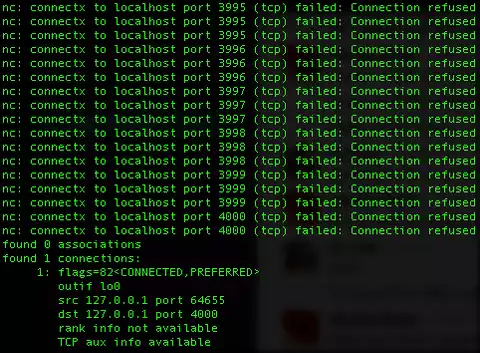 nc: connectx to localhost port 3995 (tcp) failed: Connection refused
nc: connectx to localhost port 3995 (tcp) failed: Connection refused
nc: connectx to localhost port 3995 (tcp) failed: Connection refused
nc: connectx to localhost port 3996 (tcp) failed: Connection refused
nc: connectx to localhost port 3996 (tcp) failed: Connection refused
nc: connectx to localhost port 3996 (tcp) failed: Connection refused
nc: connectx to localhost port 3997 (tcp) failed: Connection refused
nc: connectx to localhost port 3997 (tcp) failed: Connection refused
nc: connectx to localhost port 3997 (tcp) failed: Connection refused
nc: connectx to localhost port 3998 (tcp) failed: Connection refused
nc: connectx to localhost port 3998 (tcp) failed: Connection refused
nc: connectx to localhost port 3998 (tcp) failed: Connection refused
nc: connectx to localhost port 3999 (tcp) failed: Connection refused
nc: connectx to localhost port 3999 (tcp) failed: Connection refused
nc: connectx to localhost port 3999 (tcp) failed: Connection refused
nc: connectx to localhost port 4000 (tcp) failed: Connection refused
nc: connectx to localhost port 4000 (tcp) failed: Connection refused
found 0 associations
found 1 connections:
1: flags=82<CONNECTED,PREFERRED>
outif lo0
src 127.0.0.1 port 64655
dst 127.0.0.1 port 4000
rank info not available
TCP aux info available